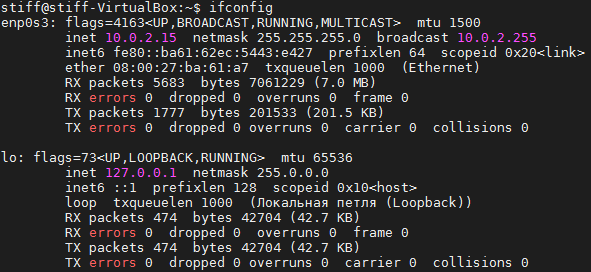 stiff@stiff-VirtualBox:~$ ifconfig
enp0s3: flags=4163<UP,BROADCAST,RUNNING,MULTICAST>  mtu 1500
        inet 10.0.2.15  netmask 255.255.255.0  broadcast 10.0.2.255
        inet6 fe80::ba61:62ec:5443:e427  prefixlen 64  scopeid 0x20<link>
        ether 08:00:27:ba:61:a7  txqueuelen 1000  (Ethernet)
        RX packets 5683  bytes 7061229 (7.0 MB)
        RX errors 0  dropped 0  overruns 0  frame 0
        TX packets 1777  bytes 201533 (201.5 KB)
        TX errors 0  dropped 0 overruns 0  carrier 0  collisions 0

lo: flags=73<UP,LOOPBACK,RUNNING>  mtu 65536
        inet 127.0.0.1  netmask 255.0.0.0
        inet6 ::1  prefixlen 128  scopeid 0x10<host>
        loop  txqueuelen 1000  (Локальная петля (Loopback))
        RX packets 474  bytes 42704 (42.7 KB)
        RX errors 0  dropped 0  overruns 0  frame 0
        TX packets 474  bytes 42704 (42.7 KB)
        TX errors 0  dropped 0 overruns 0  carrier 0  collisions 0